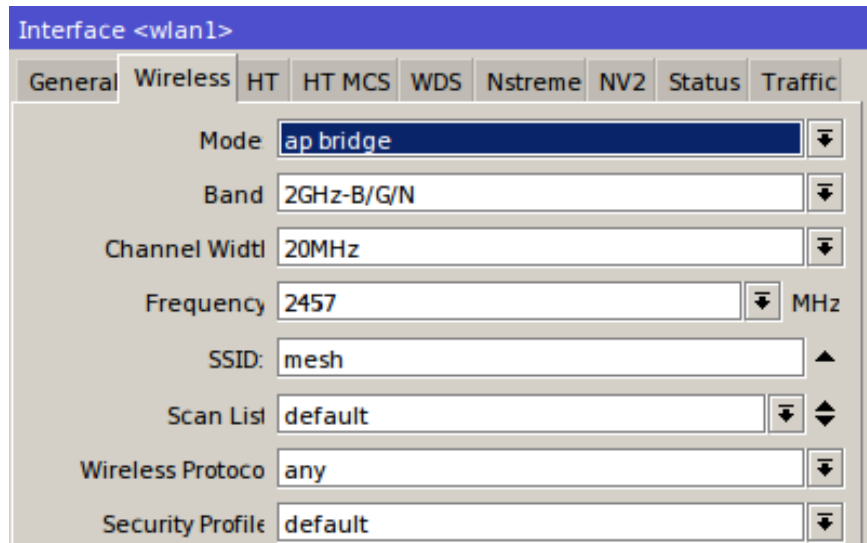 Interface <wlan1>
General Wireless HT HT MCS WDS Nstreme NV2 Status Traffic
Mode: ap bridge
Band 2GHz-B/G/N
Channel Widtl 20MHz
Frequency 2457 MHz
SSID: mesh
Scan List default
Wireless Protoco any
Security Profile default